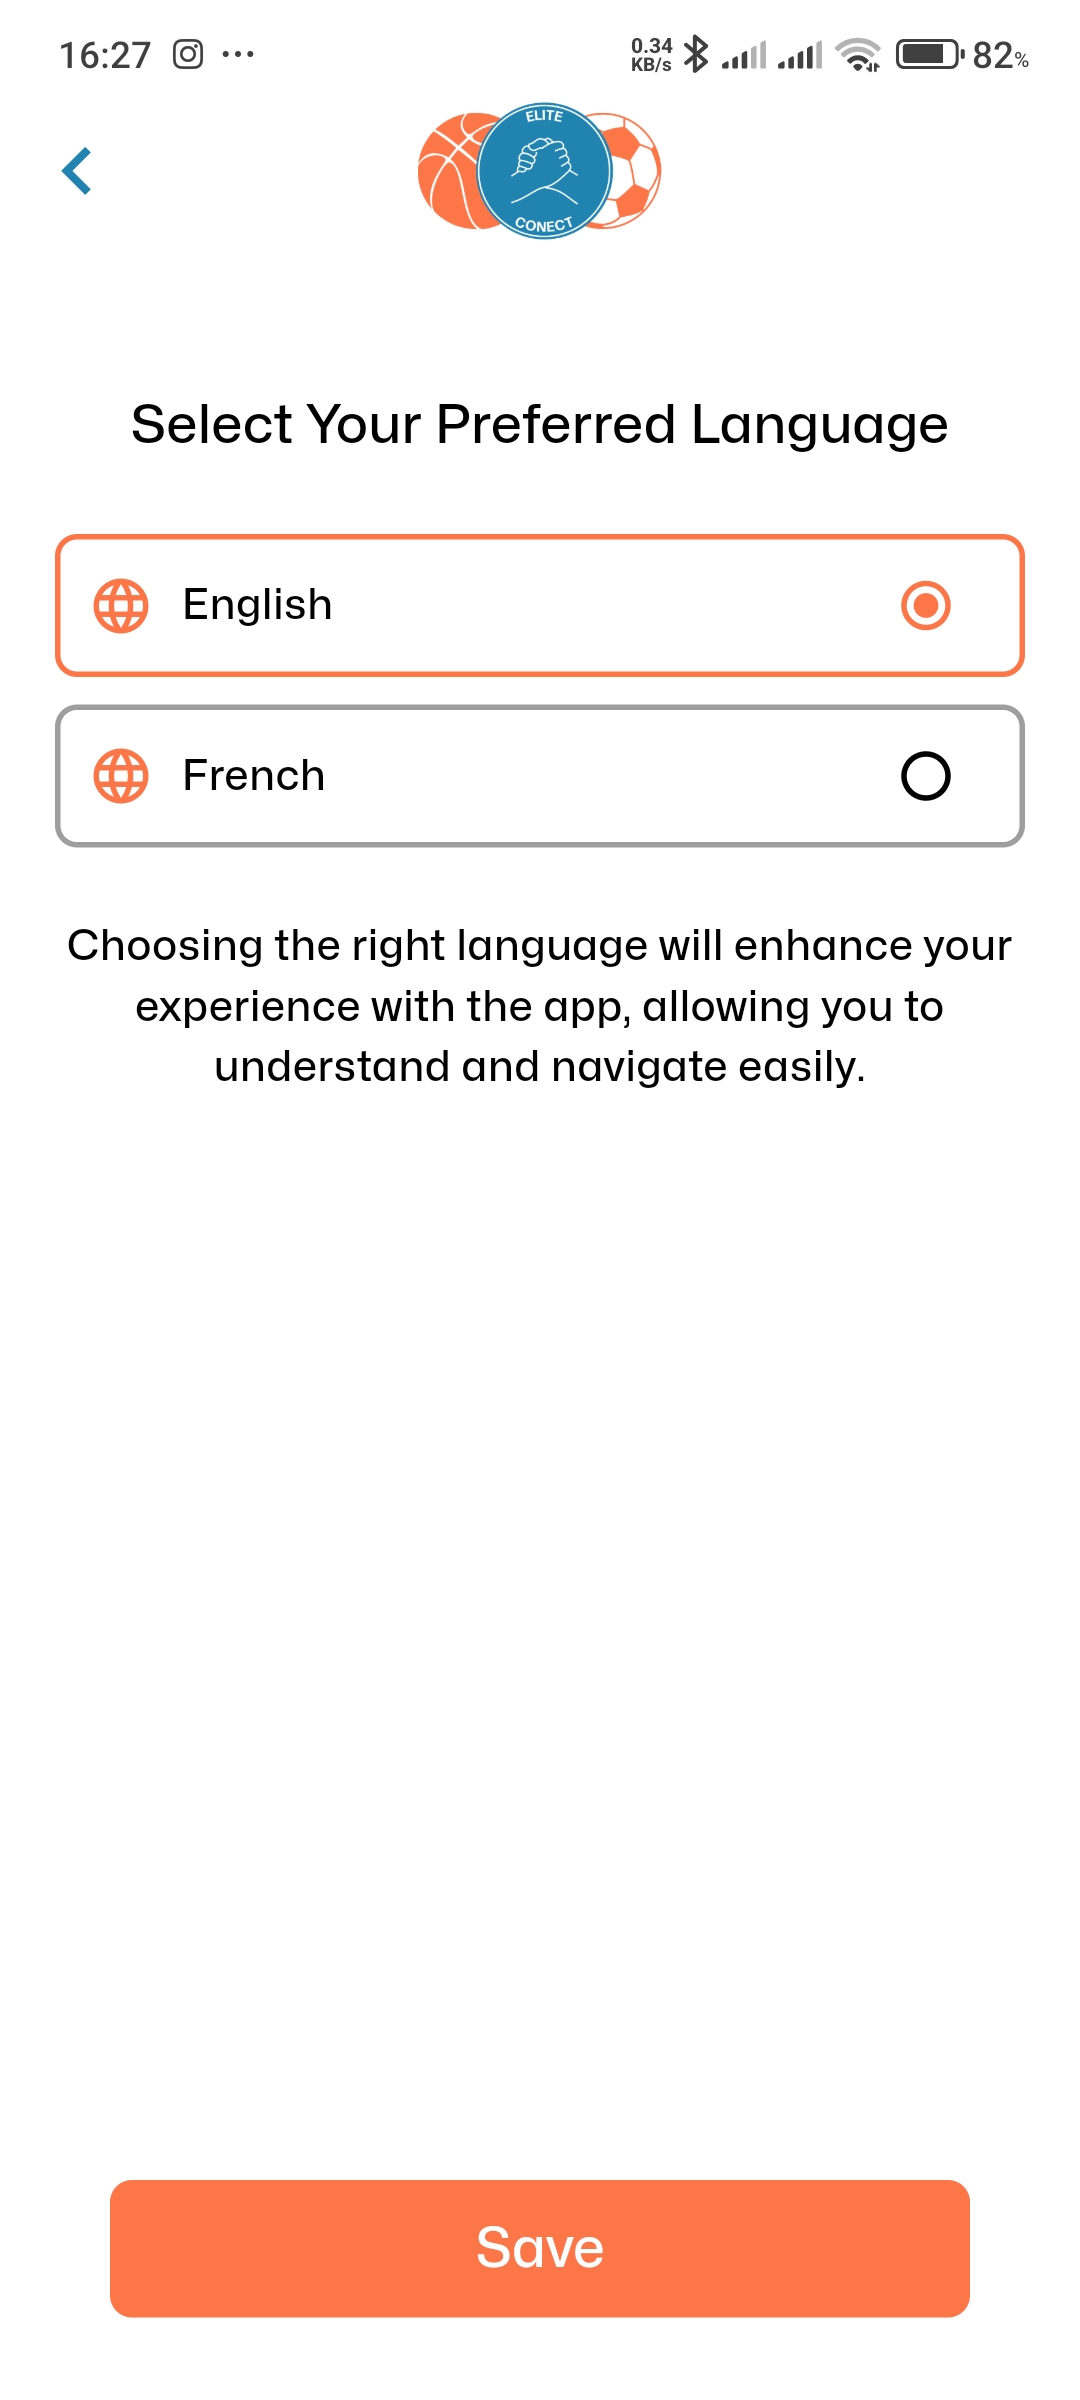 16:27
0.34
KB/s
82%
ELITE
CONECT
Select Your Preferred Language
English
French
Choosing the right language will enhance your
experience with the app, allowing you to
understand and navigate easily.
Save